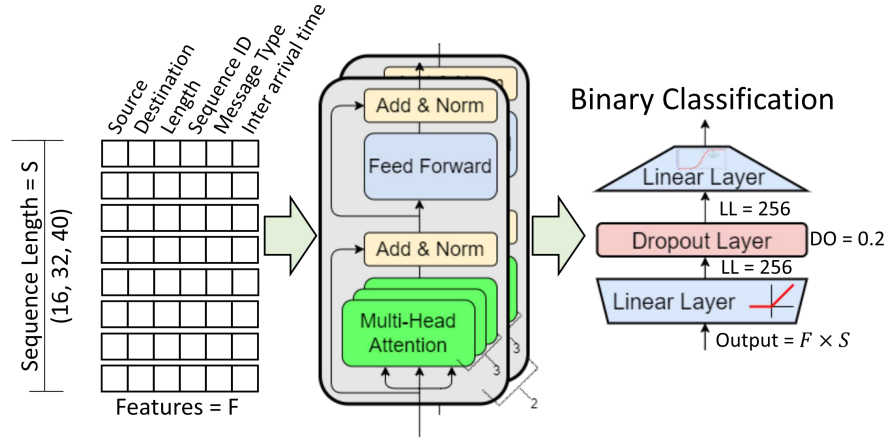 Source
Destination
Length
Sequence ID
Message Type
Inter arrival time
Sequence Length = S
(16, 32, 40)
Features = F
Add & Norm
Feed Forward
Add & Norm
Multi-Head
Attention
3
3
2
Binary Classification
Linear Layer
LL = 256
Dropout Layer
DO = 0.2
LL = 256
Linear Layer
Output = F × S